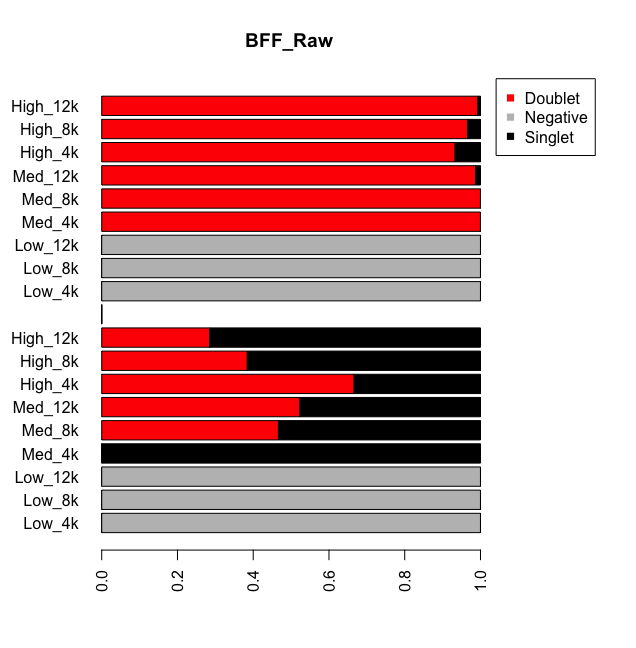 BFF_Raw
Doublet
Negative
Singlet
High_12k
High_8k
High_4k
Med_12k
Med_8k
Med_4k
Low_12k
Low_8k
Low_4k
High_12k
High_8k
High_4k
Med_12k
Med_8k
Med_4k
Low_12k
Low_8k
Low_4k
0.0
0.2
0.4
0.6
0.8
1.0